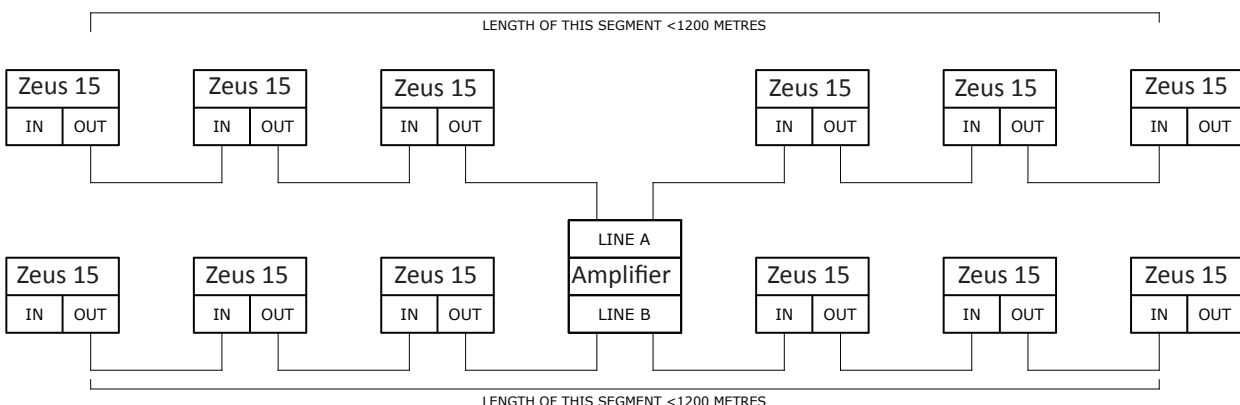 LENGTH OF THIS SEGMENT <1200 METRES
Zeus 15 Zeus 15 Zeus 15 Zeus 15 Zeus 15 Zeus 15
IN OUT IN OUT IN OUT IN OUT IN OUT IN OUT
LINE A
Zeus 15 Zeus 15 Zeus 15 Amplifier Zeus 15 Zeus 15 Zeus 15
IN OUT IN OUT IN OUT LINE B IN OUT IN OUT IN OUT
LENGTH OF THIS SEGMENT <1200 METRES